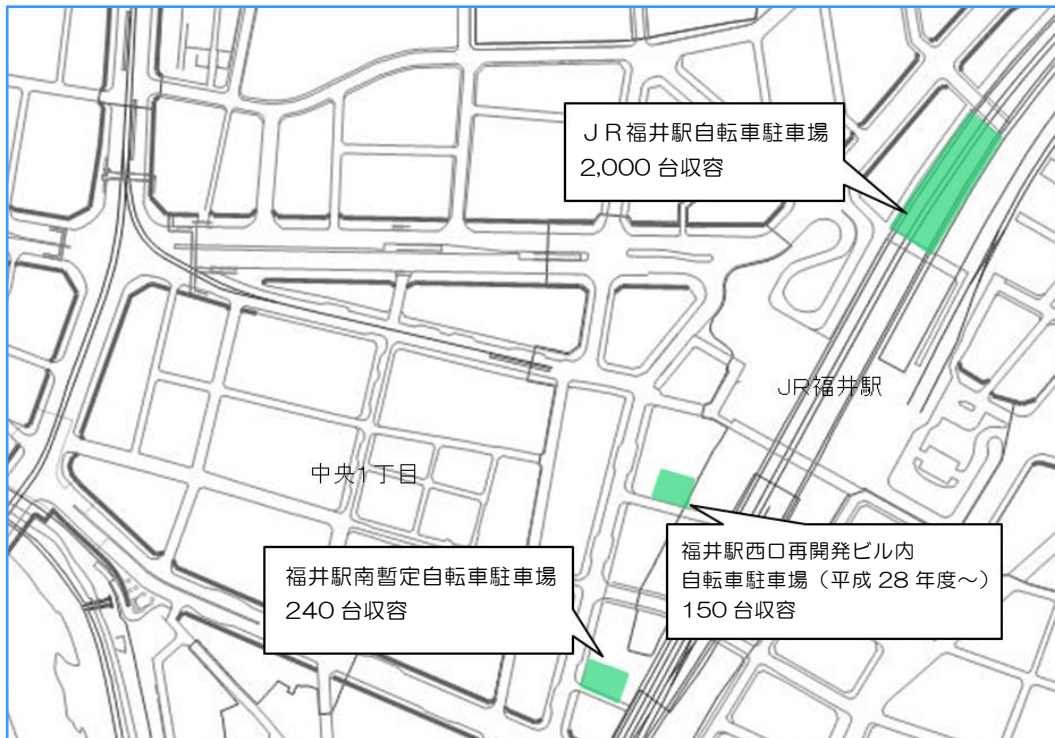 ＪＲ福井駅自転車駐車場
2,000 台収容
JR福井駅
中央1丁目
福井駅西口再開発ビル内
自転車駐車場（平成 28 年度～）
150 台収容
福井駅南暫定自転車駐車場
240 台収容